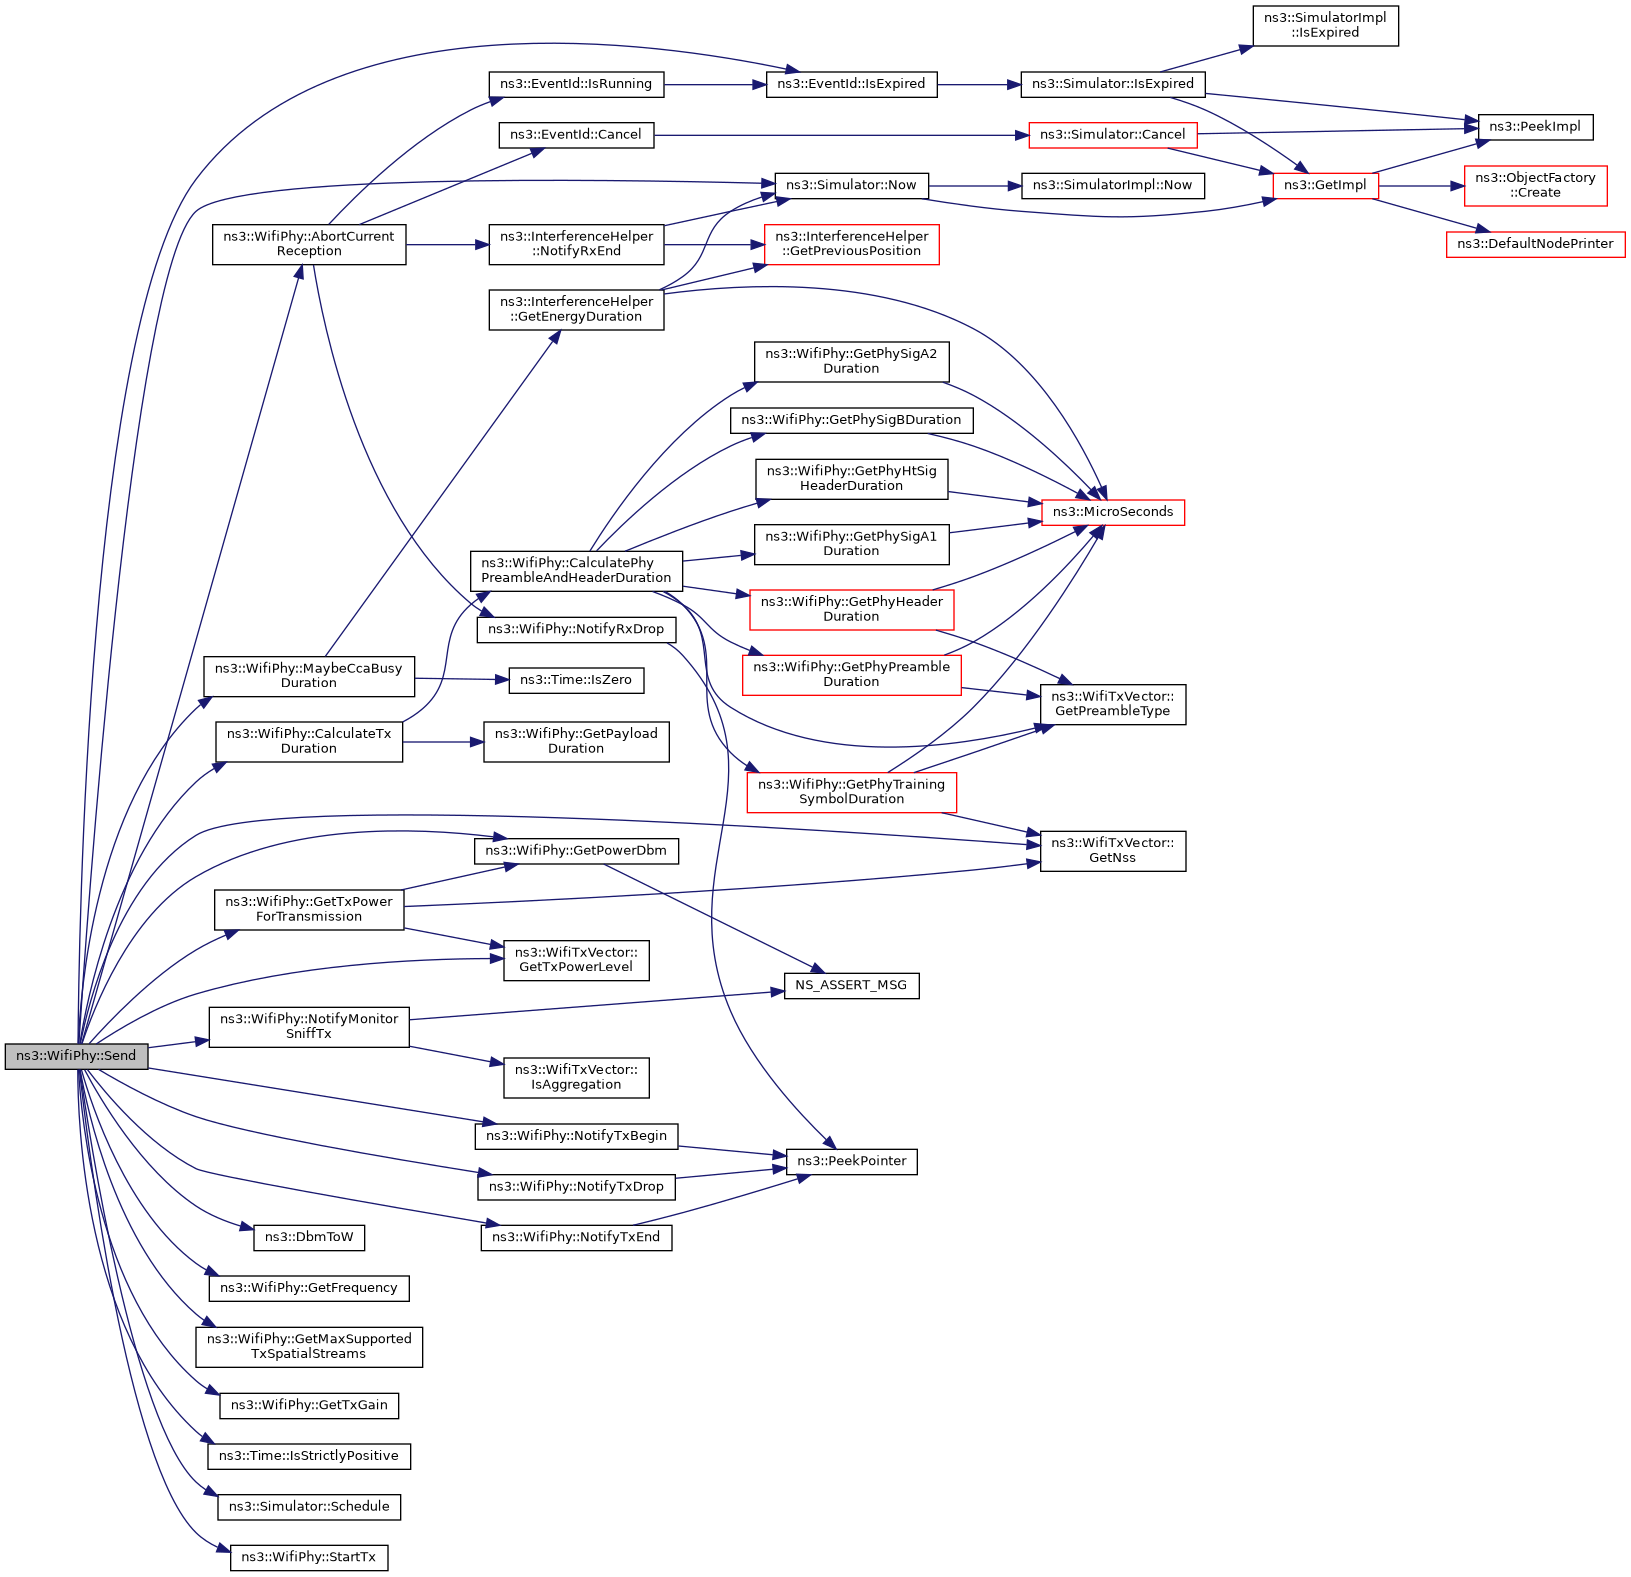 ns3::SimulatorImpl
::IsExpired
ns3::EventId::IsRunning
ns3::EventId::IsExpired
ns3::Simulator::IsExpired
ns3::PeekImpl
ns3::EventId::Cancel
ns3::Simulator::Cancel
ns3::Simulator::Now
ns3::SimulatorImpl::Now
ns3::GetImpl
ns3::ObjectFactory
::Create
ns3::WifiPhy::AbortCurrent
Reception
ns3::InterferenceHelper
::NotifyRxEnd
ns3::InterferenceHelper
::GetPreviousPosition
ns3::DefaultNodePrinter
ns3::InterferenceHelper
::GetEnergyDuration
ns3::WifiPhy::GetPhySigA2
Duration
ns3::WifiPhy::GetPhySigBDuration
ns3::WifiPhy::GetPhyHtSig
HeaderDuration
ns3::MicroSeconds
ns3::WifiPhy::GetPhySigA1
Duration
ns3::WifiPhy::CalculatePhy
PreambleAndHeaderDuration
ns3::WifiPhy::GetPhyHeader
Duration
ns3::WifiPhy::NotifyRxDrop
ns3::WifiPhy::MaybeCcaBusy
Duration
ns3::Time::IsZero
ns3::WifiPhy::GetPhyPreamble
Duration
ns3::WifiTxVector::
GetPreambleType
ns3::WifiPhy::CalculateTx
Duration
ns3::WifiPhy::GetPayload
Duration
ns3::WifiPhy::GetPhyTraining
SymbolDuration
ns3::WifiPhy::GetPowerDbm
ns3::WifiTxVector::
GetNss
ns3::WifiPhy::GetTxPower
ForTransmission
ns3::WifiTxVector::
GetTxPowerLevel
NS_ASSERT_MSG
ns3::WifiPhy::NotifyMonitor
SniffTx
ns3::WifiPhy::Send
ns3::WifiTxVector::
IsAggregation
ns3::WifiPhy::NotifyTxBegin
ns3::PeekPointer
ns3::WifiPhy::NotifyTxDrop
ns3::DbmToW
ns3::WifiPhy::NotifyTxEnd
ns3::WifiPhy::GetFrequency
ns3::WifiPhy::GetMaxSupported
TxSpatialStreams
ns3::WifiPhy::GetTxGain
ns3::Time::IsStrictlyPositive
ns3::Simulator::Schedule
ns3::WifiPhy::StartTx